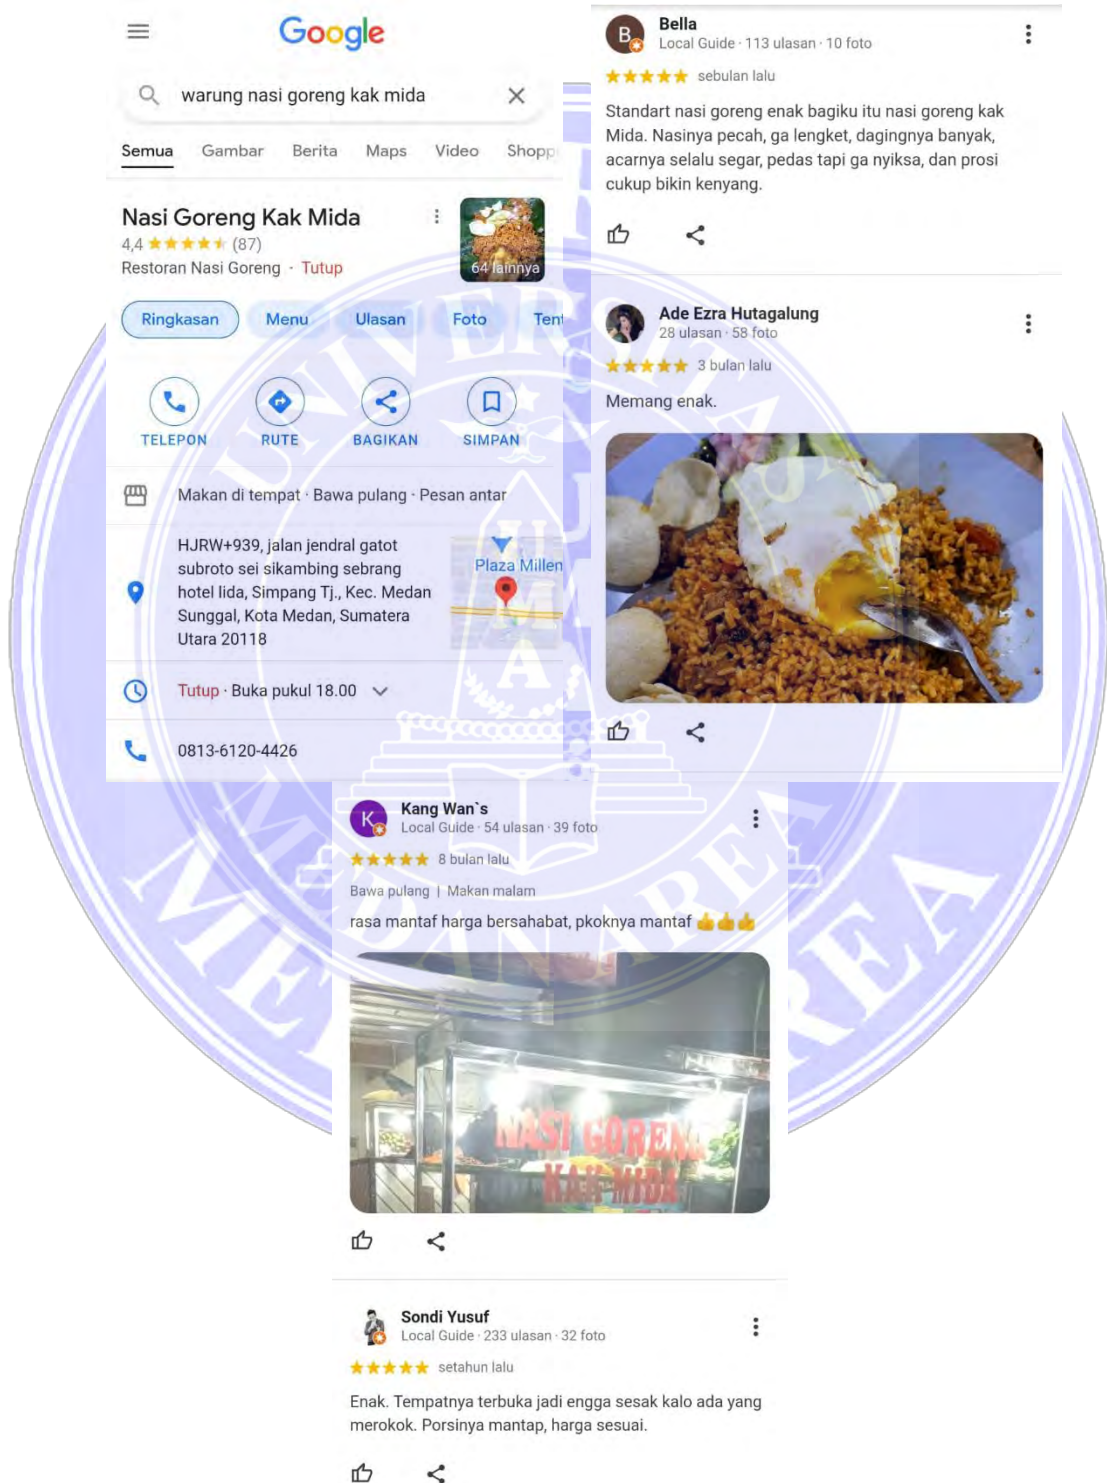 Google
warung nasi goreng kak mida
Semua Gambar Berita Maps Video Shopp
Nasi Goreng Kak Mida
4,4 (87)
Restoran Nasi Goreng · Tutup
64 lainnya
Ringkasan Menu Ulasan Foto Tent
TELEPON RUTE BAGIKAN SIMPAN
Makan di tempat · Bawa pulang · Pesan antar
HJRW+939, jalan jendral gatot
subroto sei sikambing sebrang
hotel lida, Simpang Tj., Kec. Medan
Sunggal, Kota Medan, Sumatera
Utara 20118
Plaza Millen
Tutup · Buka pukul 18.00
0813-6120-4426
B
Bella
Local Guide · 113 ulasan · 10 foto
sebulan lalu
Standart nasi goreng enak bagiku itu nasi goreng kak
Mida. Nasinya pecah, ga lengket, dagingnya banyak,
acarnya selalu segar, pedas tapi ga nyiksa, dan prosi
cukup bikin kenyang.
Ade Ezra Hutagalung
28 ulasan · 58 foto
3 bulan lalu
Memang enak.
K
Kang Wan`s
Local Guide · 54 ulasan · 39 foto
8 bulan lalu
Bawa pulang | Makan malam
rasa mantaf harga bersahabat, pkoknya mantaf 👍👍👍
NASI GORENG
KAK MIDA
Sondi Yusuf
Local Guide · 233 ulasan · 32 foto
setahun lalu
Enak. Tempatnya terbuka jadi engga sesak kalo ada yang
merokok. Porsinya mantap, harga sesuai.
UNIVERSITAS
MEDAN AREA